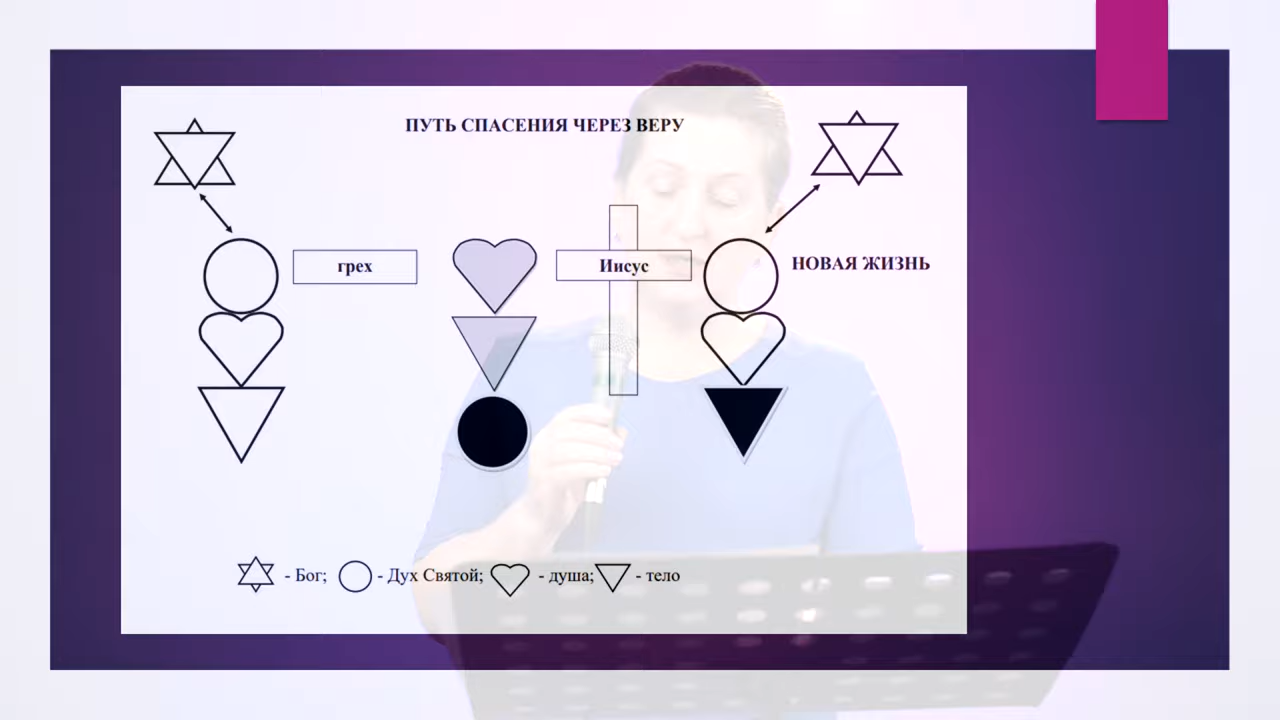 ПУТЬ СПАСЕНИЯ ЧЕРЕЗ ВЕРУ
грех
Иисус
НОВАЯ ЖИЗНЬ
- Бог; - Дух Святой; - душа; - тело